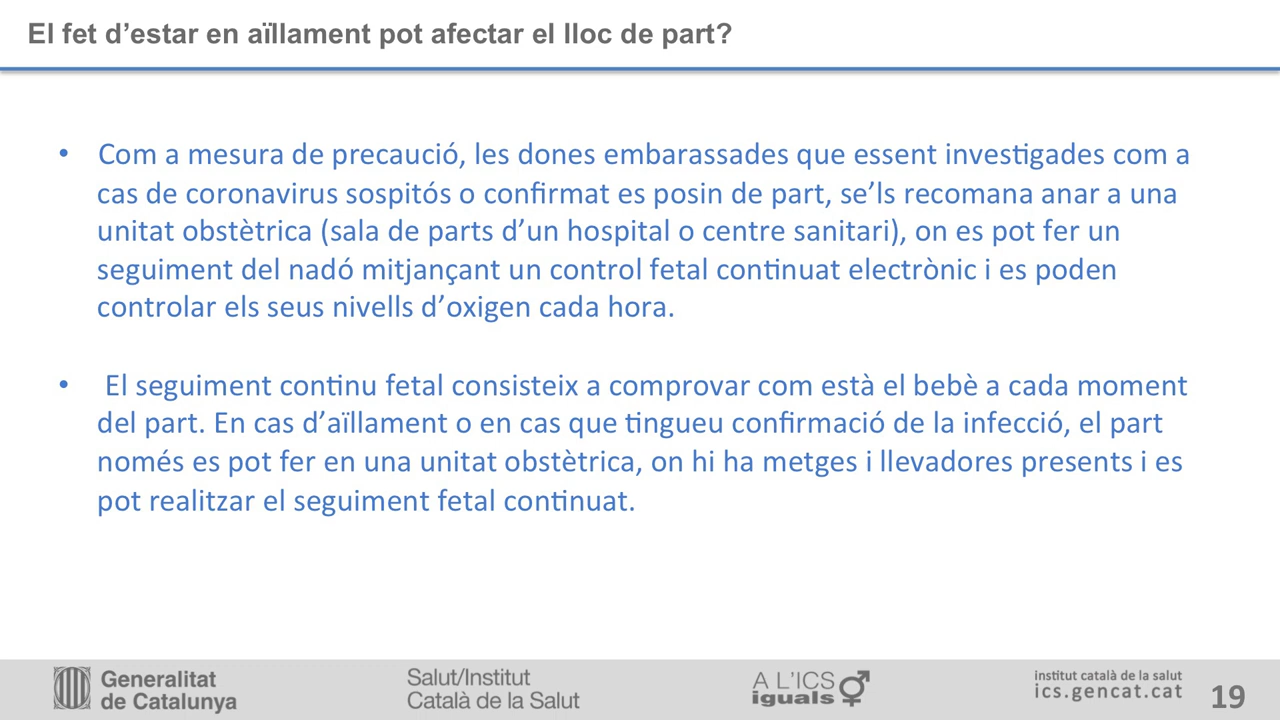 El fet d’estar en aïllament pot afectar el lloc de part?
• Com a mesura de precaució, les dones embarassades que essent investigades com a
cas de coronavirus sospitós o confirmat es posin de part, se’ls recomana anar a una
unitat obstètrica (sala de parts d’un hospital o centre sanitari), on es pot fer un
seguiment del nadó mitjançant un control fetal continuat electrònic i es poden
controlar els seus nivells d’oxigen cada hora.
• El seguiment continu fetal consisteix a comprovar com està el bebè a cada moment
del part. En cas d’aïllament o en cas que tingueu confirmació de la infecció, el part
només es pot fer en una unitat obstètrica, on hi ha metges i llevadores presents i es
pot realitzar el seguiment fetal continuat.
Generalitat
de Catalunya
Salut/Institut
Català de la Salut
A L’ICS
iguals
institut català de la salut
ics.gencat.cat
19